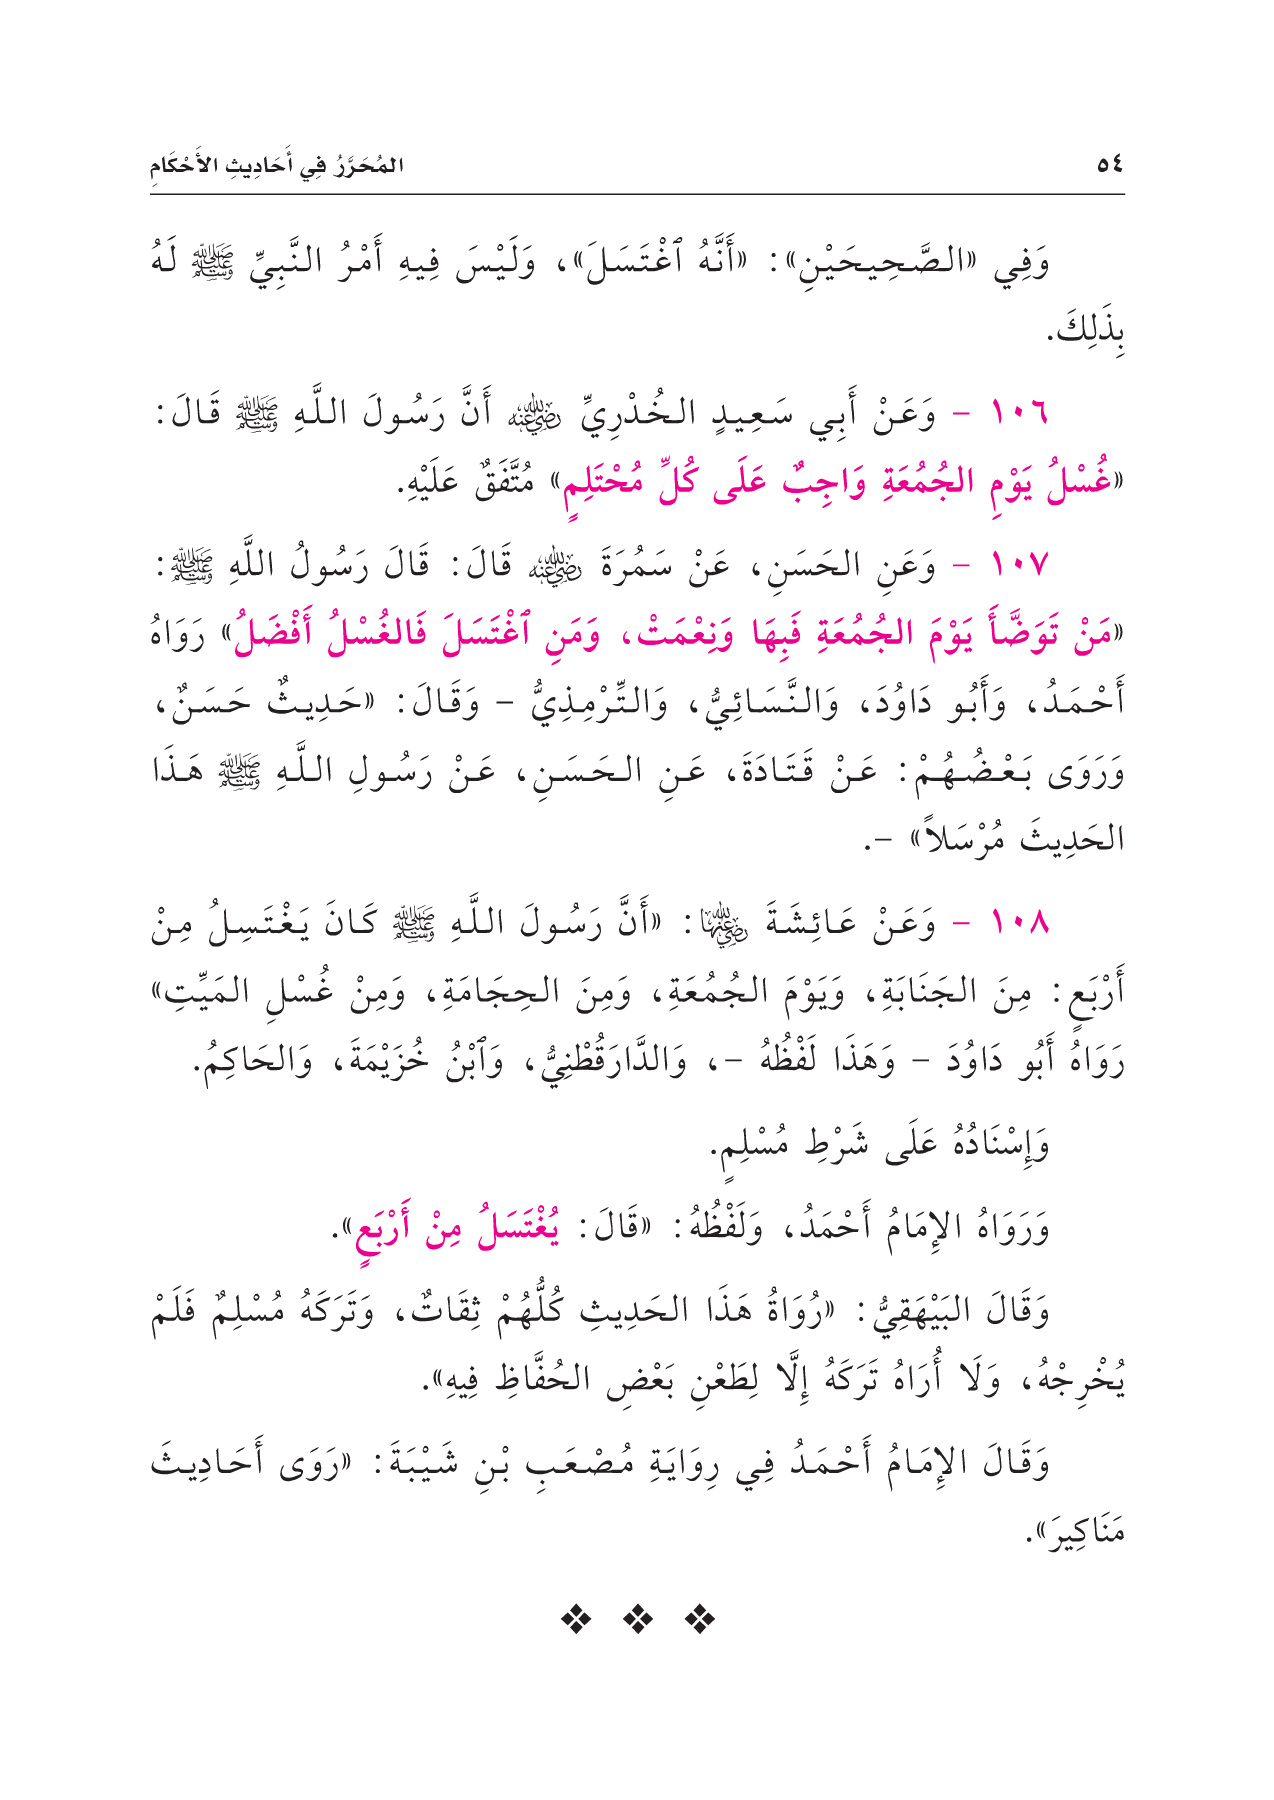 ٥٤ المُحَرَّرُ فِي أَحَادِيثِ الأَحْكَامِ
وَفِي «الصَّحِيحَيْنِ»: «أَنَّهُ ٱغْتَسَلَ»، وَلَيْسَ فِيهِ أَمْرُ النَّبِيِّ ﷺ لَهُ
بِذَلِكَ.
١٠٦ - وَعَنْ أَبِي سَعِيدٍ الخُدْرِيِّ رضي الله عنه أَنَّ رَسُولَ اللَّهِ ﷺ قَالَ:
«غُسْلُ يَوْمِ الجُمُعَةِ وَاجِبٌ عَلَى كُلِّ مُحْتَلِمٍ» مُتَّفَقٌ عَلَيْهِ.
١٠٧ - وَعَنِ الحَسَنِ، عَنْ سَمُرَةَ رضي الله عنه قَالَ: قَالَ رَسُولُ اللَّهِ ﷺ:
«مَنْ تَوَضَّأَ يَوْمَ الجُمُعَةِ فَبِهَا وَنِعْمَتْ، وَمَنِ ٱغْتَسَلَ فَالغُسْلُ أَفْضَلُ» رَوَاهُ
أَحْمَدُ، وَأَبُو دَاوُدَ، وَالنَّسَائِيُّ، وَالتِّرْمِذِيُّ - وَقَالَ: «حَدِيثٌ حَسَنٌ،
وَرَوَى بَعْضُهُمْ: عَنْ قَتَادَةَ، عَنِ الحَسَنِ، عَنْ رَسُولِ اللَّهِ ﷺ هَذَا
الحَدِيثَ مُرْسَلاً» -.
١٠٨ - وَعَنْ عَائِشَةَ رضي الله عنها: «أَنَّ رَسُولَ اللَّهِ ﷺ كَانَ يَغْتَسِلُ مِنْ
أَرْبَعٍ: مِنَ الجَنَابَةِ، وَيَوْمَ الجُمُعَةِ، وَمِنَ الحِجَامَةِ، وَمِنْ غُسْلِ المَيِّتِ»
رَوَاهُ أَبُو دَاوُدَ - وَهَذَا لَفْظُهُ -، وَالدَّارَقُطْنِيُّ، وَٱبْنُ خُزَيْمَةَ، وَالحَاكِمُ.
وَإِسْنَادُهُ عَلَى شَرْطِ مُسْلِمٍ.
وَرَوَاهُ الإِمَامُ أَحْمَدُ، وَلَفْظُهُ: «قَالَ: يُغْتَسَلُ مِنْ أَرْبَعٍ».
وَقَالَ البَيْهَقِيُّ: «رُوَاةُ هَذَا الحَدِيثِ كُلُّهُمْ ثِقَاتٌ، وَتَرَكَهُ مُسْلِمٌ فَلَمْ
يُخْرِجْهُ، وَلَا أُرَاهُ تَرَكَهُ إِلَّا لِطَعْنِ بَعْضِ الحُفَّاظِ فِيهِ».
وَقَالَ الإِمَامُ أَحْمَدُ فِي رِوَايَةِ مُصْعَبِ بْنِ شَيْبَةَ: «رَوَى أَحَادِيثَ
مَنَاكِيرَ».